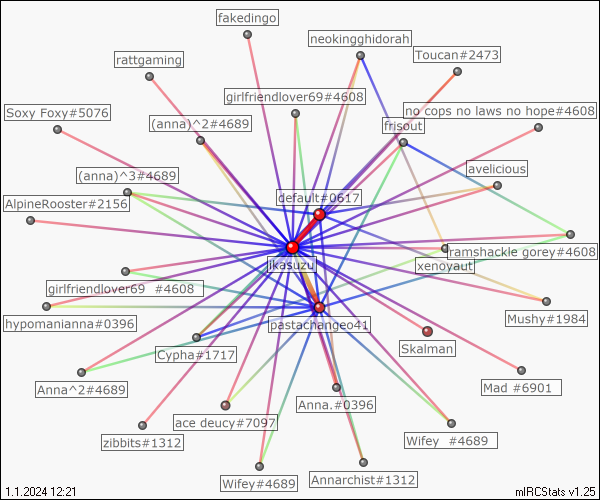 fakedingo
neokingghidorah
Toucan#2473
rattgaming
girlfriendlover69#4608
no cops no laws no hope#4608
Soxy Foxy#5076
(anna)^2#4689
frisout
(anna)^3#4689
avelicious
default#0617
AlpineRooster#2156
ramshackle gorey#4608
jkasuzu
xenoyaut
girlfriendlover69 #4608
hypomanianna#0396
Mushy#1984
pastachangeo41
Skalman
Cypha#1717
Anna^2#4689
Mad #6901
Anna.#0396
ace deucy#7097
zibbits#1312
Wifey #4689
Wifey#4689
Annarchist#1312
1.1.2024 12:21
mIRCStats v1.25